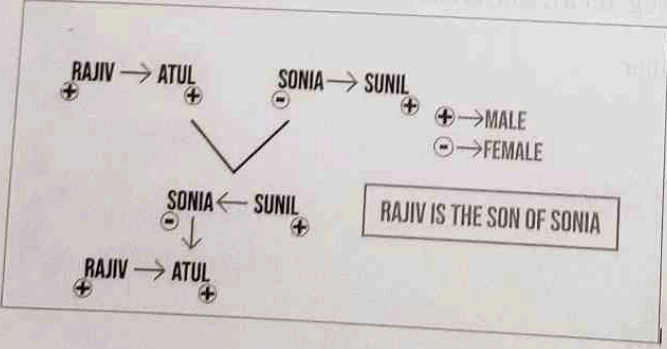 RAJIV → ATUL
⊕ ⊕
SONIA → SUNIL
⊖ ⊕
⊕→MALE
⊖→FEMALE
SONIA ← SUNIL
⊖ ↓ ⊕
RAJIV → ATUL
⊕ ⊕
RAJIV IS THE SON OF SONIA